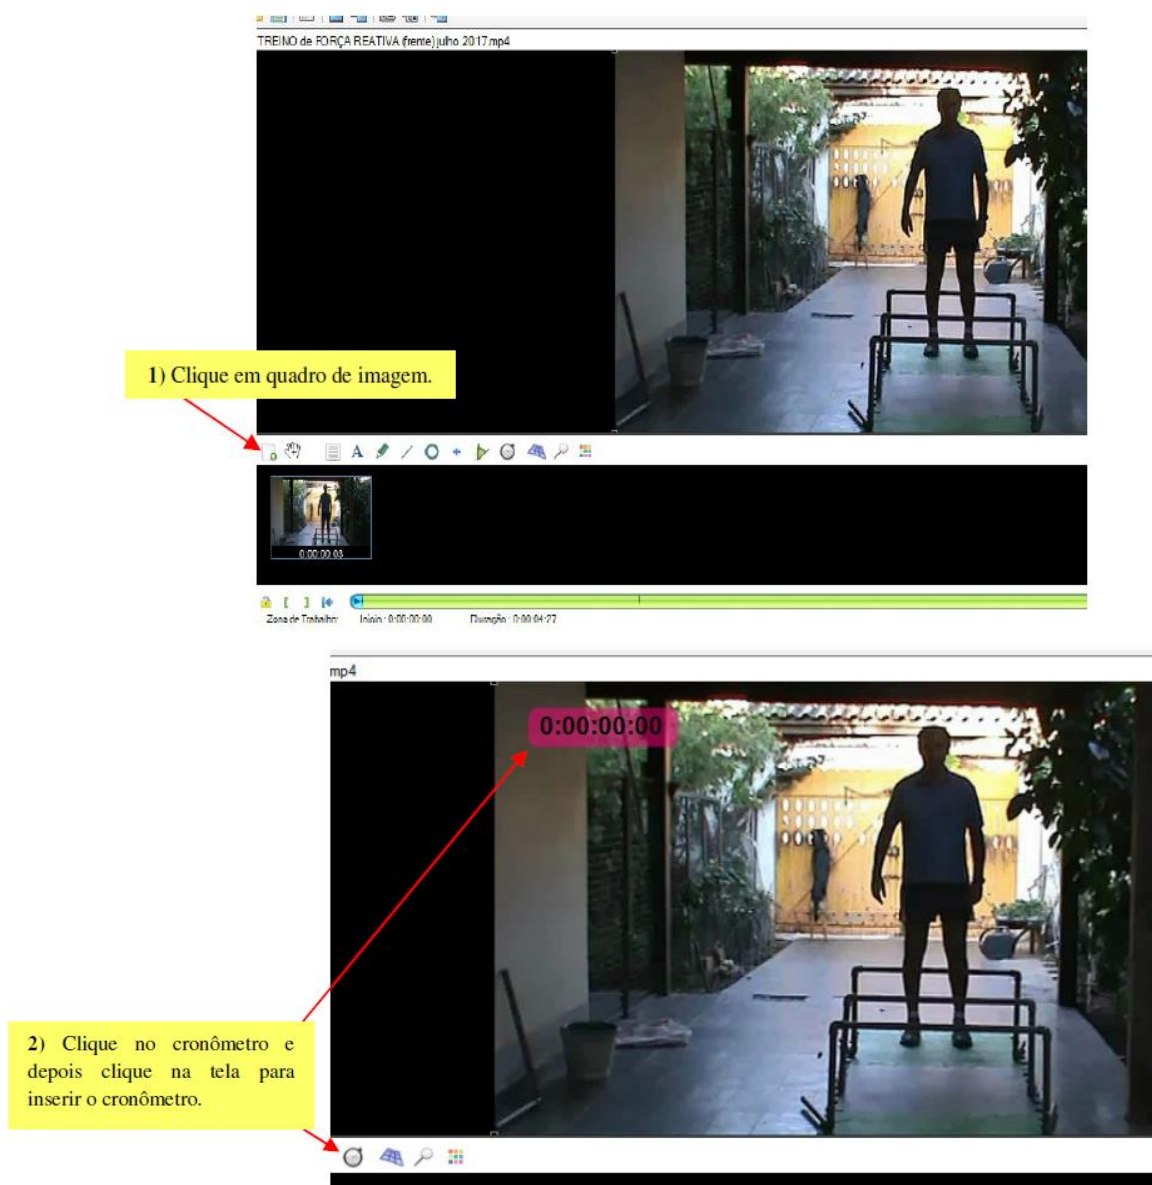 TREINO de FORÇA REATIVA (frente) julho 2017.mp4
1) Clique em quadro de imagem.
A
0:00:00:03
Zona de Trabalho: Início : 0:00:00:00 Duração : 0:00:04:27
mp4
0:00:00:00
2) Clique no cronômetro e
depois clique na tela para
inserir o cronômetro.